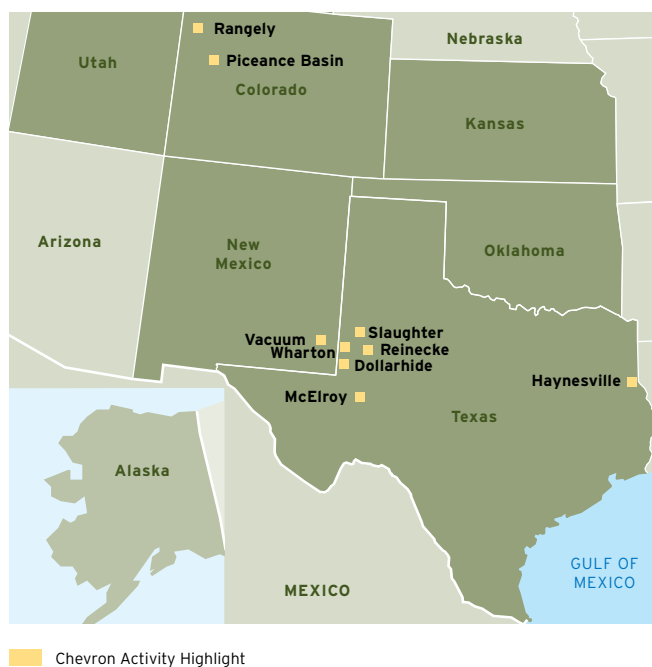 Rangely
Nebraska
Piceance Basin
Utah
Colorado
Kansas
Arizona
New
Mexico
Oklahoma
Slaughter
Vacuum
Wharton
Reinecke
Dollarhide
Haynesville
McElroy
Texas
Alaska
GULF OF
MEXICO
MEXICO
Chevron Activity Highlight